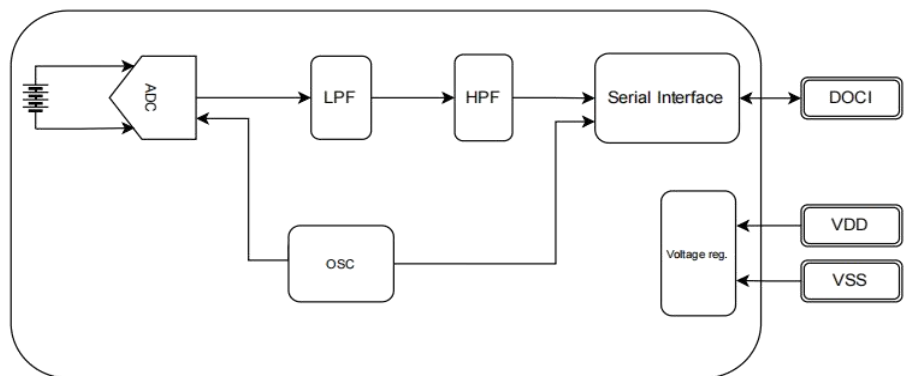 ADC
LPF
HPF
Serial Interface
DOCI
OSC
Voltage reg.
VDD
VSS